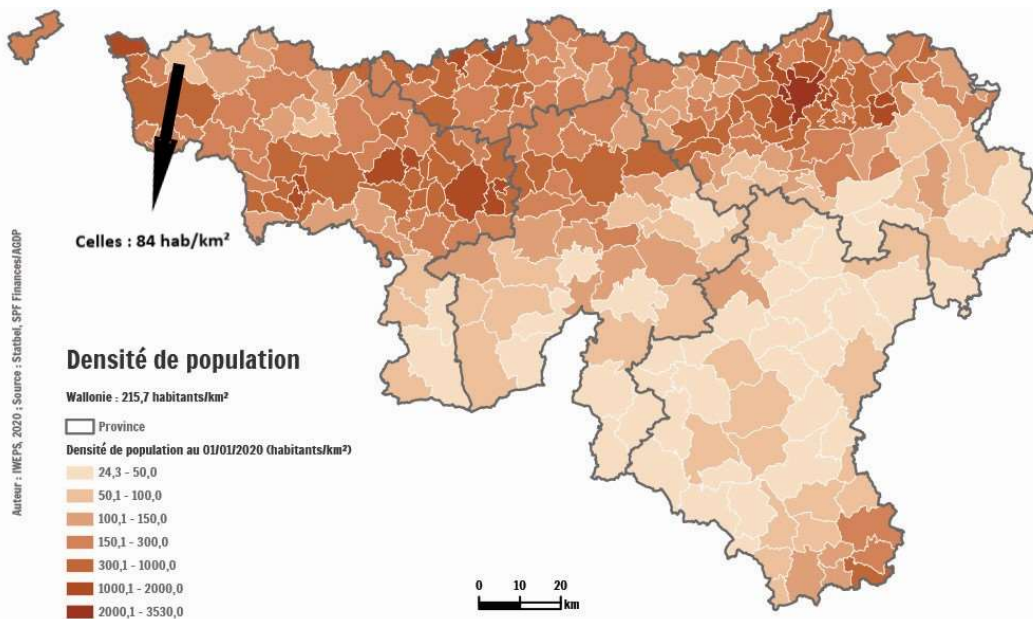 Celles : 84 hab/km²
Densité de population
Wallonie : 215,7 habitants/km²
Province
Densité de population au 01/01/2020 (habitants/km²)
24,3 - 50,0
50,1 - 100,0
100,1 - 150,0
150,1 - 300,0
300,1 - 1000,0
1000,1 - 2000,0
2000,1 - 3530,0
0 10 20
km
Auteur : IWEPS, 2020 ; Source : Statbel, SPF Finances/AGDP